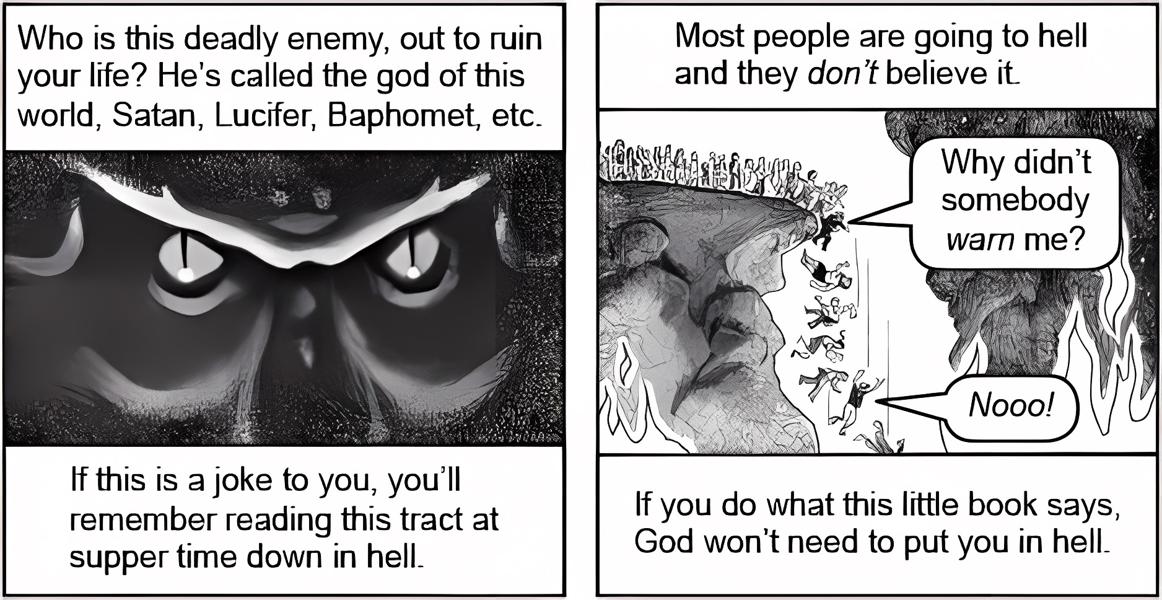 Who is this deadly enemy, out to ruin
your life? He's called the god of this
world, Satan, Lucifer, Baphomet, etc.
If this is a joke to you, you'll
remember reading this tract at
supper time down in hell.
Most people are going to hell
and they don't believe it.
Why didn't
somebody
warn me?
Nooo!
If you do what this little book says,
God won't need to put you in hell.